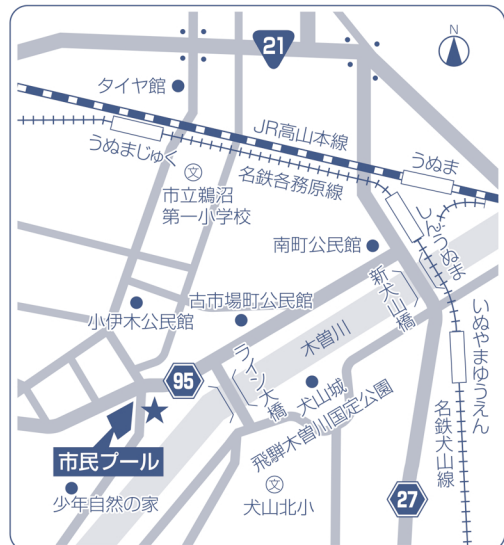 N
21
タイヤ館
JR高山本線
うぬまじゅく
名鉄各務原線
うぬま
文
市立鵜沼
第一小学校
しんうぬま
南町公民館
新犬山橋
古市場町公民館
小伊木公民館
木曽川
いぬやまゆうえん
95
ライン大橋
犬山城
飛騨木曽川国定公園
名鉄犬山線
市民プール
少年自然の家
文
犬山北小
27